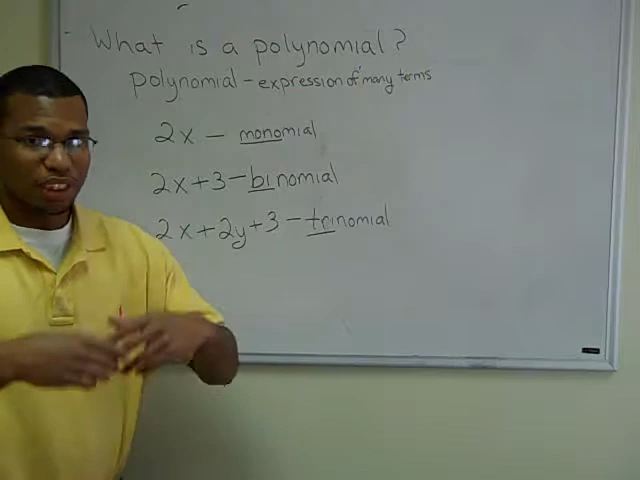 What is a polynomial?
polynomial - expression of many terms
2x - monomial
2x+3 - binomial
2x+2y+3 - trinomial